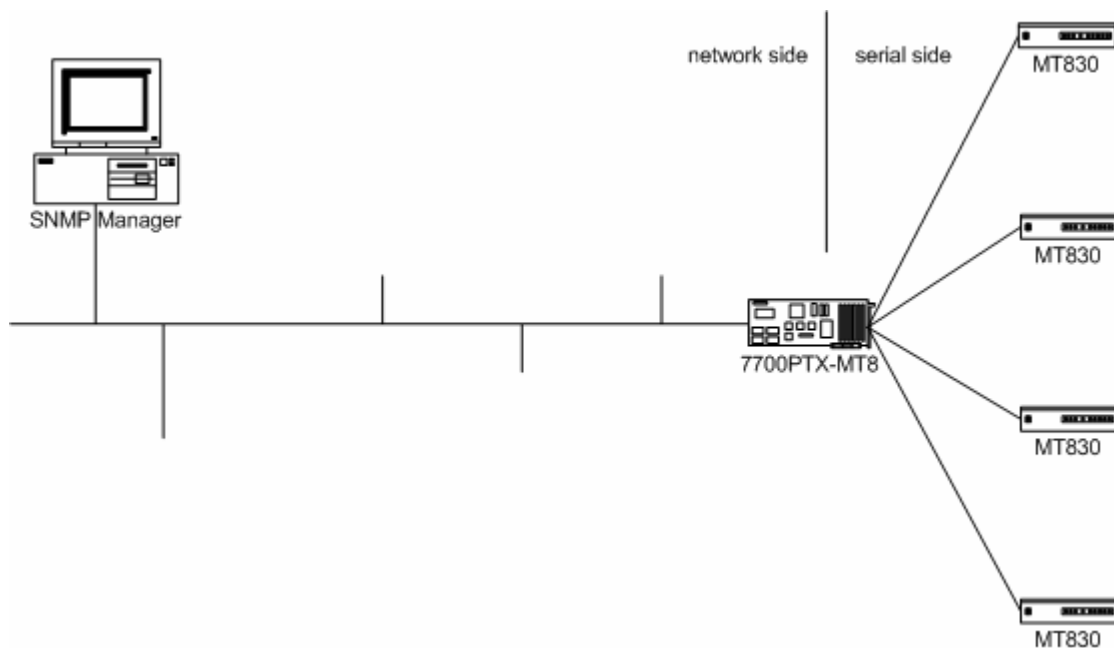 network side
serial side
MT830
SNMP Manager
MT830
7700PTX-MT8
MT830
MT830